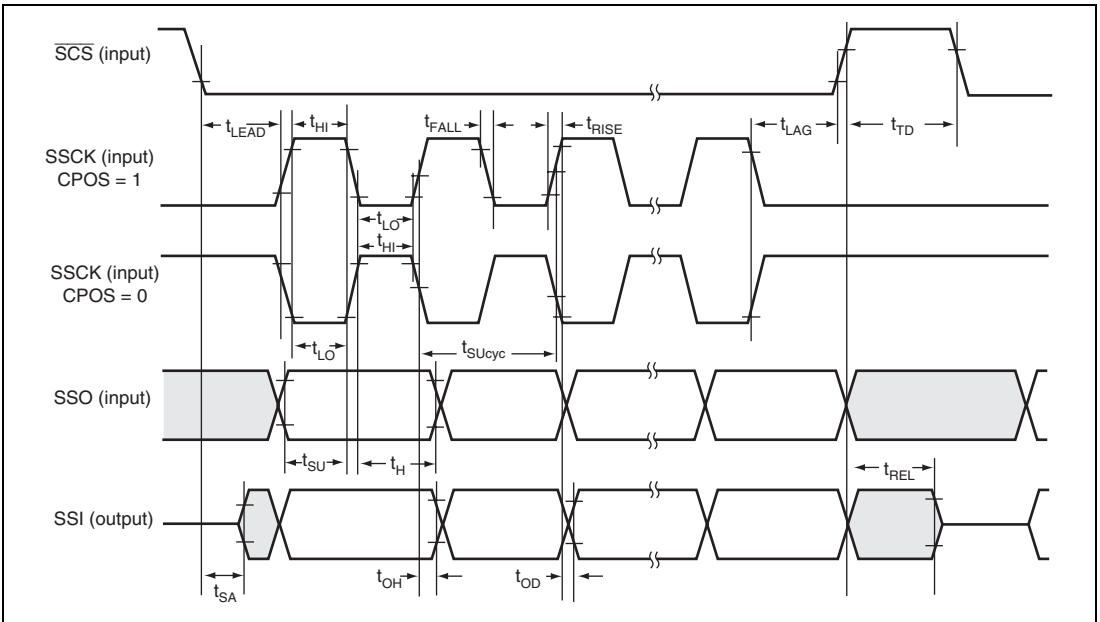 S̅C̅S̅ (input)
tLEAD
tHI
tFALL
tRISE
tLAG
tTD
SSCK (input)
CPOS = 1
tLO
tHI
SSCK (input)
CPOS = 0
tLO
tSUcyc
SSO (input)
tSU
tH
tREL
SSI (output)
tSA
tOH
tOD